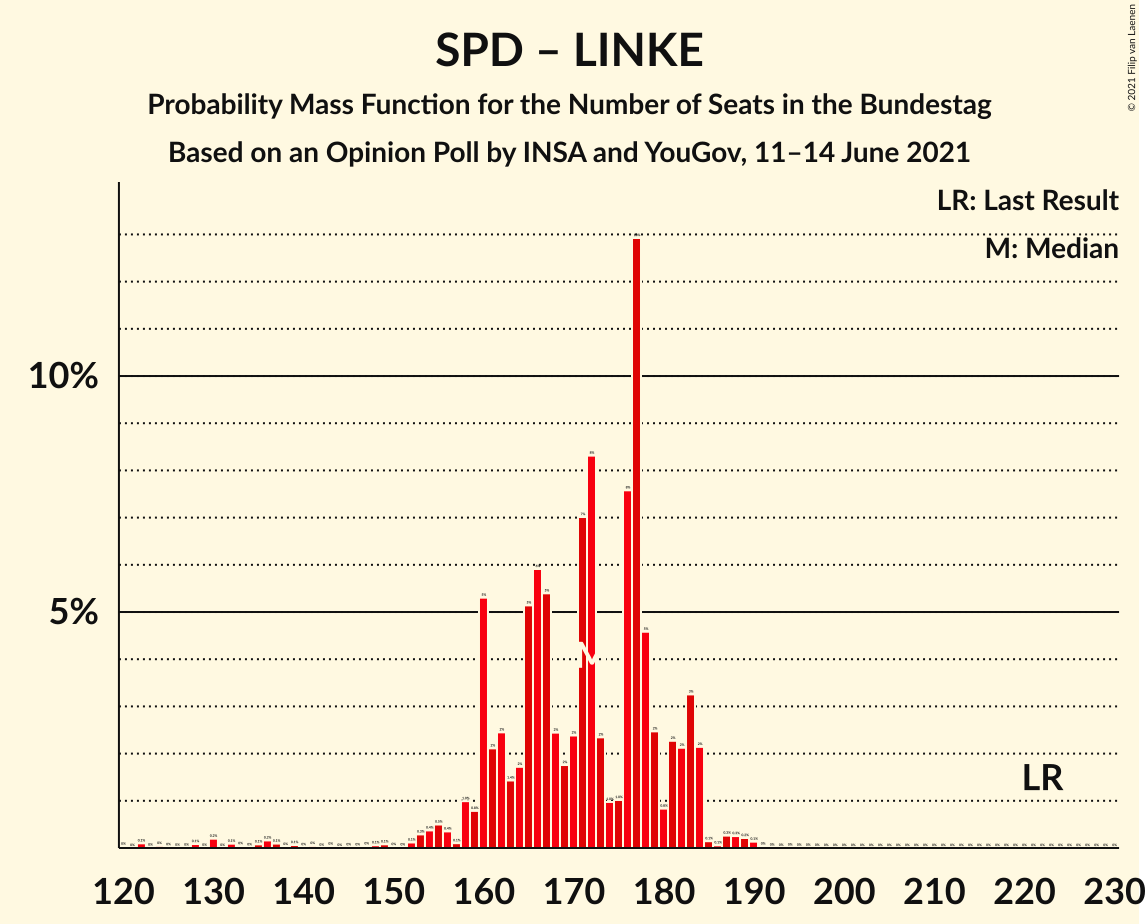 SPD – LINKE
Probability Mass Function for the Number of Seats in the Bundestag
Based on an Opinion Poll by INSA and YouGov, 11–14 June 2021
© 2021 Filip van Laenen
LR: Last Result
M: Median
10%
5%
M
LR
120 130 140 150 160 170 180 190 200 210 220 230